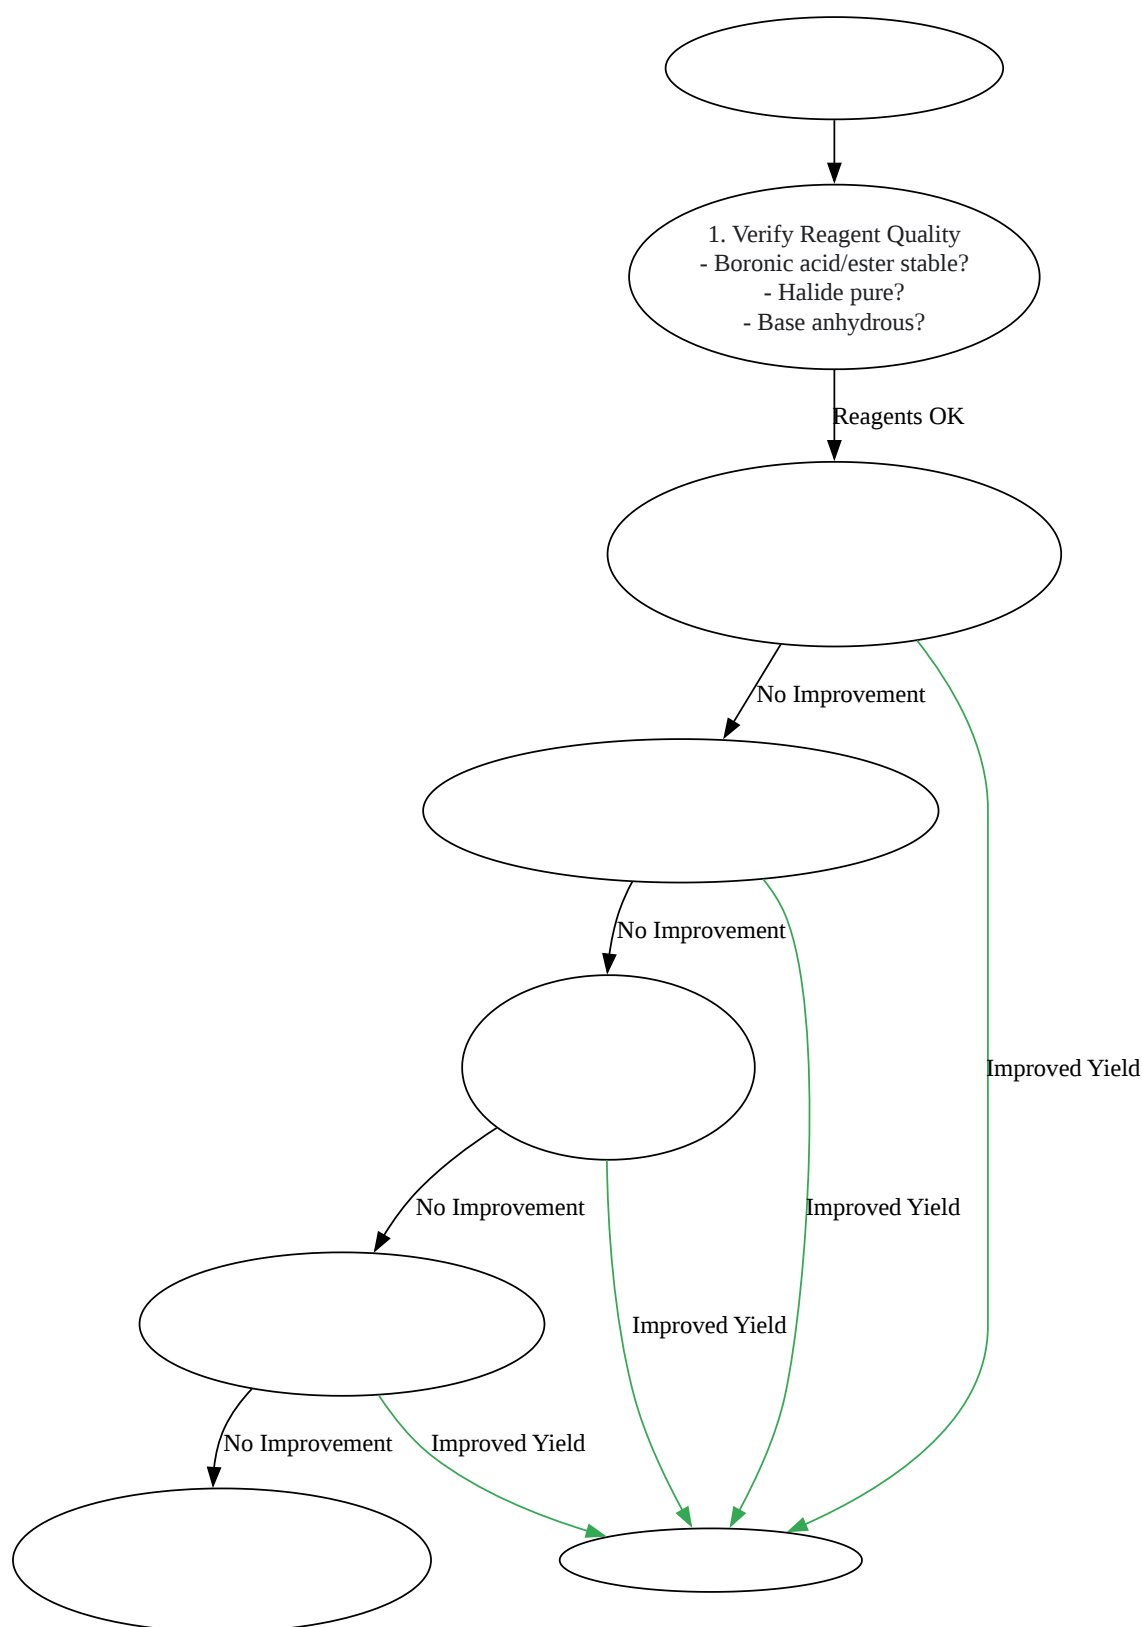 1. Verify Reagent Quality
- Boronic acid/ester stable?
- Halide pure?
- Base anhydrous?
Reagents OK
No Improvement
No Improvement
Improved Yield
No Improvement
Improved Yield
Improved Yield
No Improvement
Improved Yield